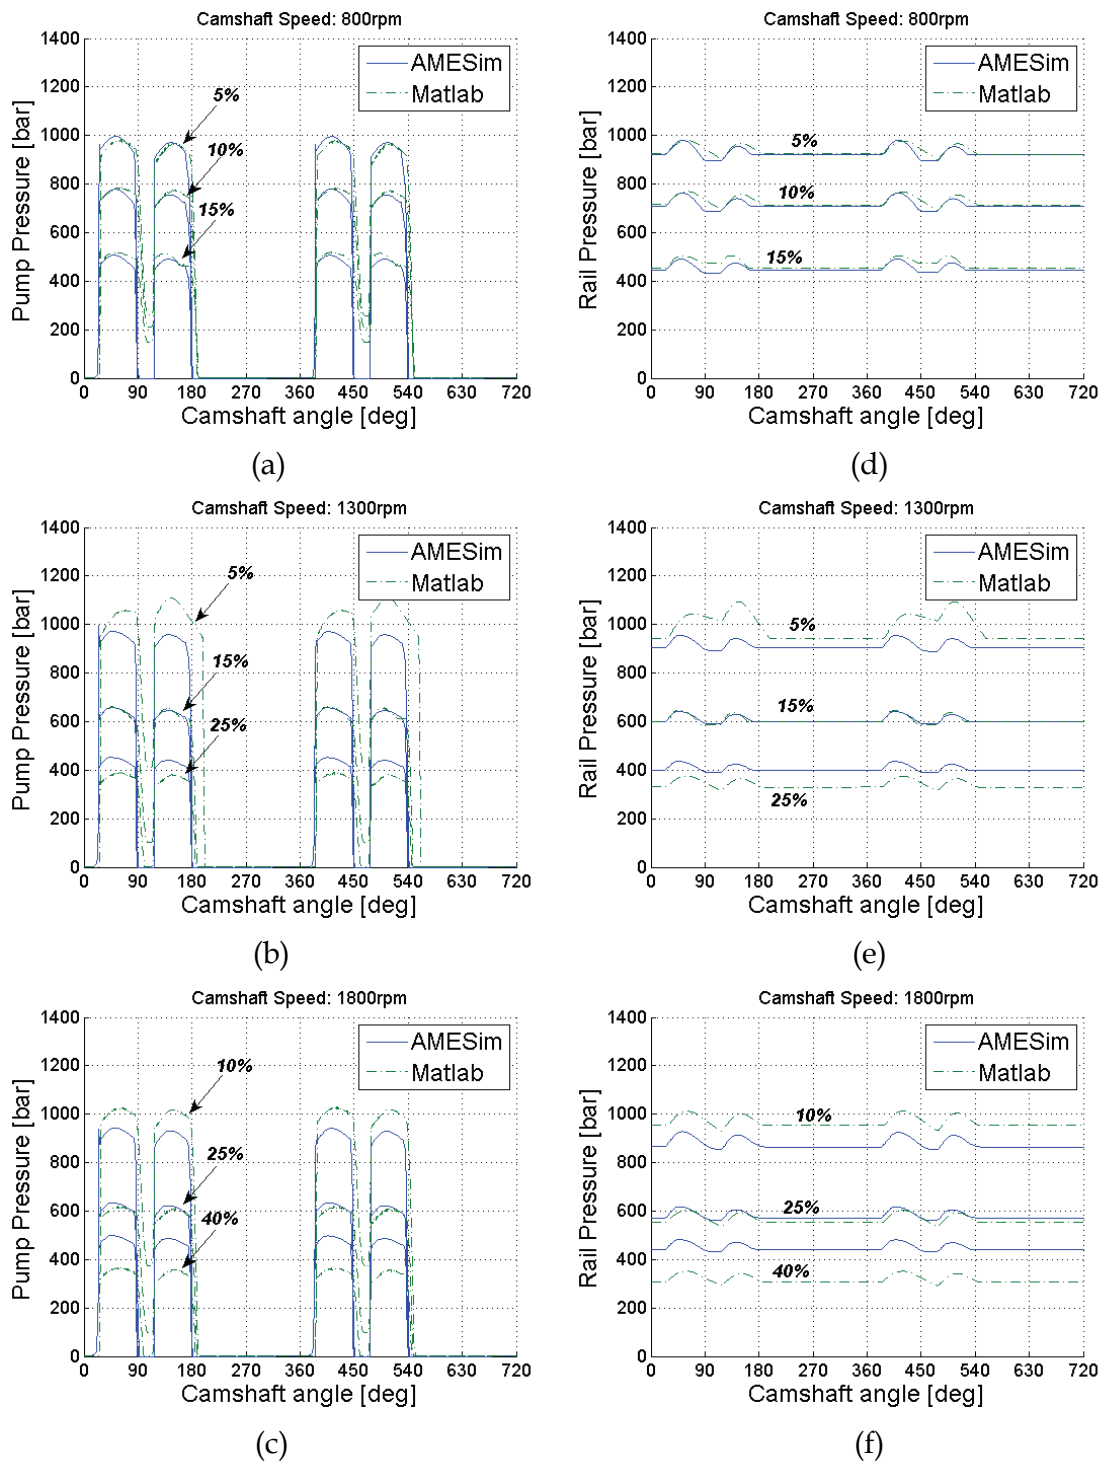 Camshaft Speed: 800rpm
1400
1200
1000
800
600
400
200
0
Pump Pressure [bar]
AMESim
Matlab
5%
10%
15%
0 90 180 270 360 450 540 630 720
Camshaft angle [deg]
(a)
Camshaft Speed: 800rpm
1400
1200
1000
800
600
400
200
0
Rail Pressure [bar]
AMESim
Matlab
5%
10%
15%
0 90 180 270 360 450 540 630 720
Camshaft angle [deg]
(d)
Camshaft Speed: 1300rpm
1400
1200
1000
800
600
400
200
0
Pump Pressure [bar]
AMESim
Matlab
5%
15%
25%
0 90 180 270 360 450 540 630 720
Camshaft angle [deg]
(b)
Camshaft Speed: 1300rpm
1400
1200
1000
800
600
400
200
0
Rail Pressure [bar]
AMESim
Matlab
5%
15%
25%
0 90 180 270 360 450 540 630 720
Camshaft angle [deg]
(e)
Camshaft Speed: 1800rpm
1400
1200
1000
800
600
400
200
0
Pump Pressure [bar]
AMESim
Matlab
10%
25%
40%
0 90 180 270 360 450 540 630 720
Camshaft angle [deg]
(c)
Camshaft Speed: 1800rpm
1400
1200
1000
800
600
400
200
0
Rail Pressure [bar]
AMESim
Matlab
10%
25%
40%
0 90 180 270 360 450 540 630 720
Camshaft angle [deg]
(f)